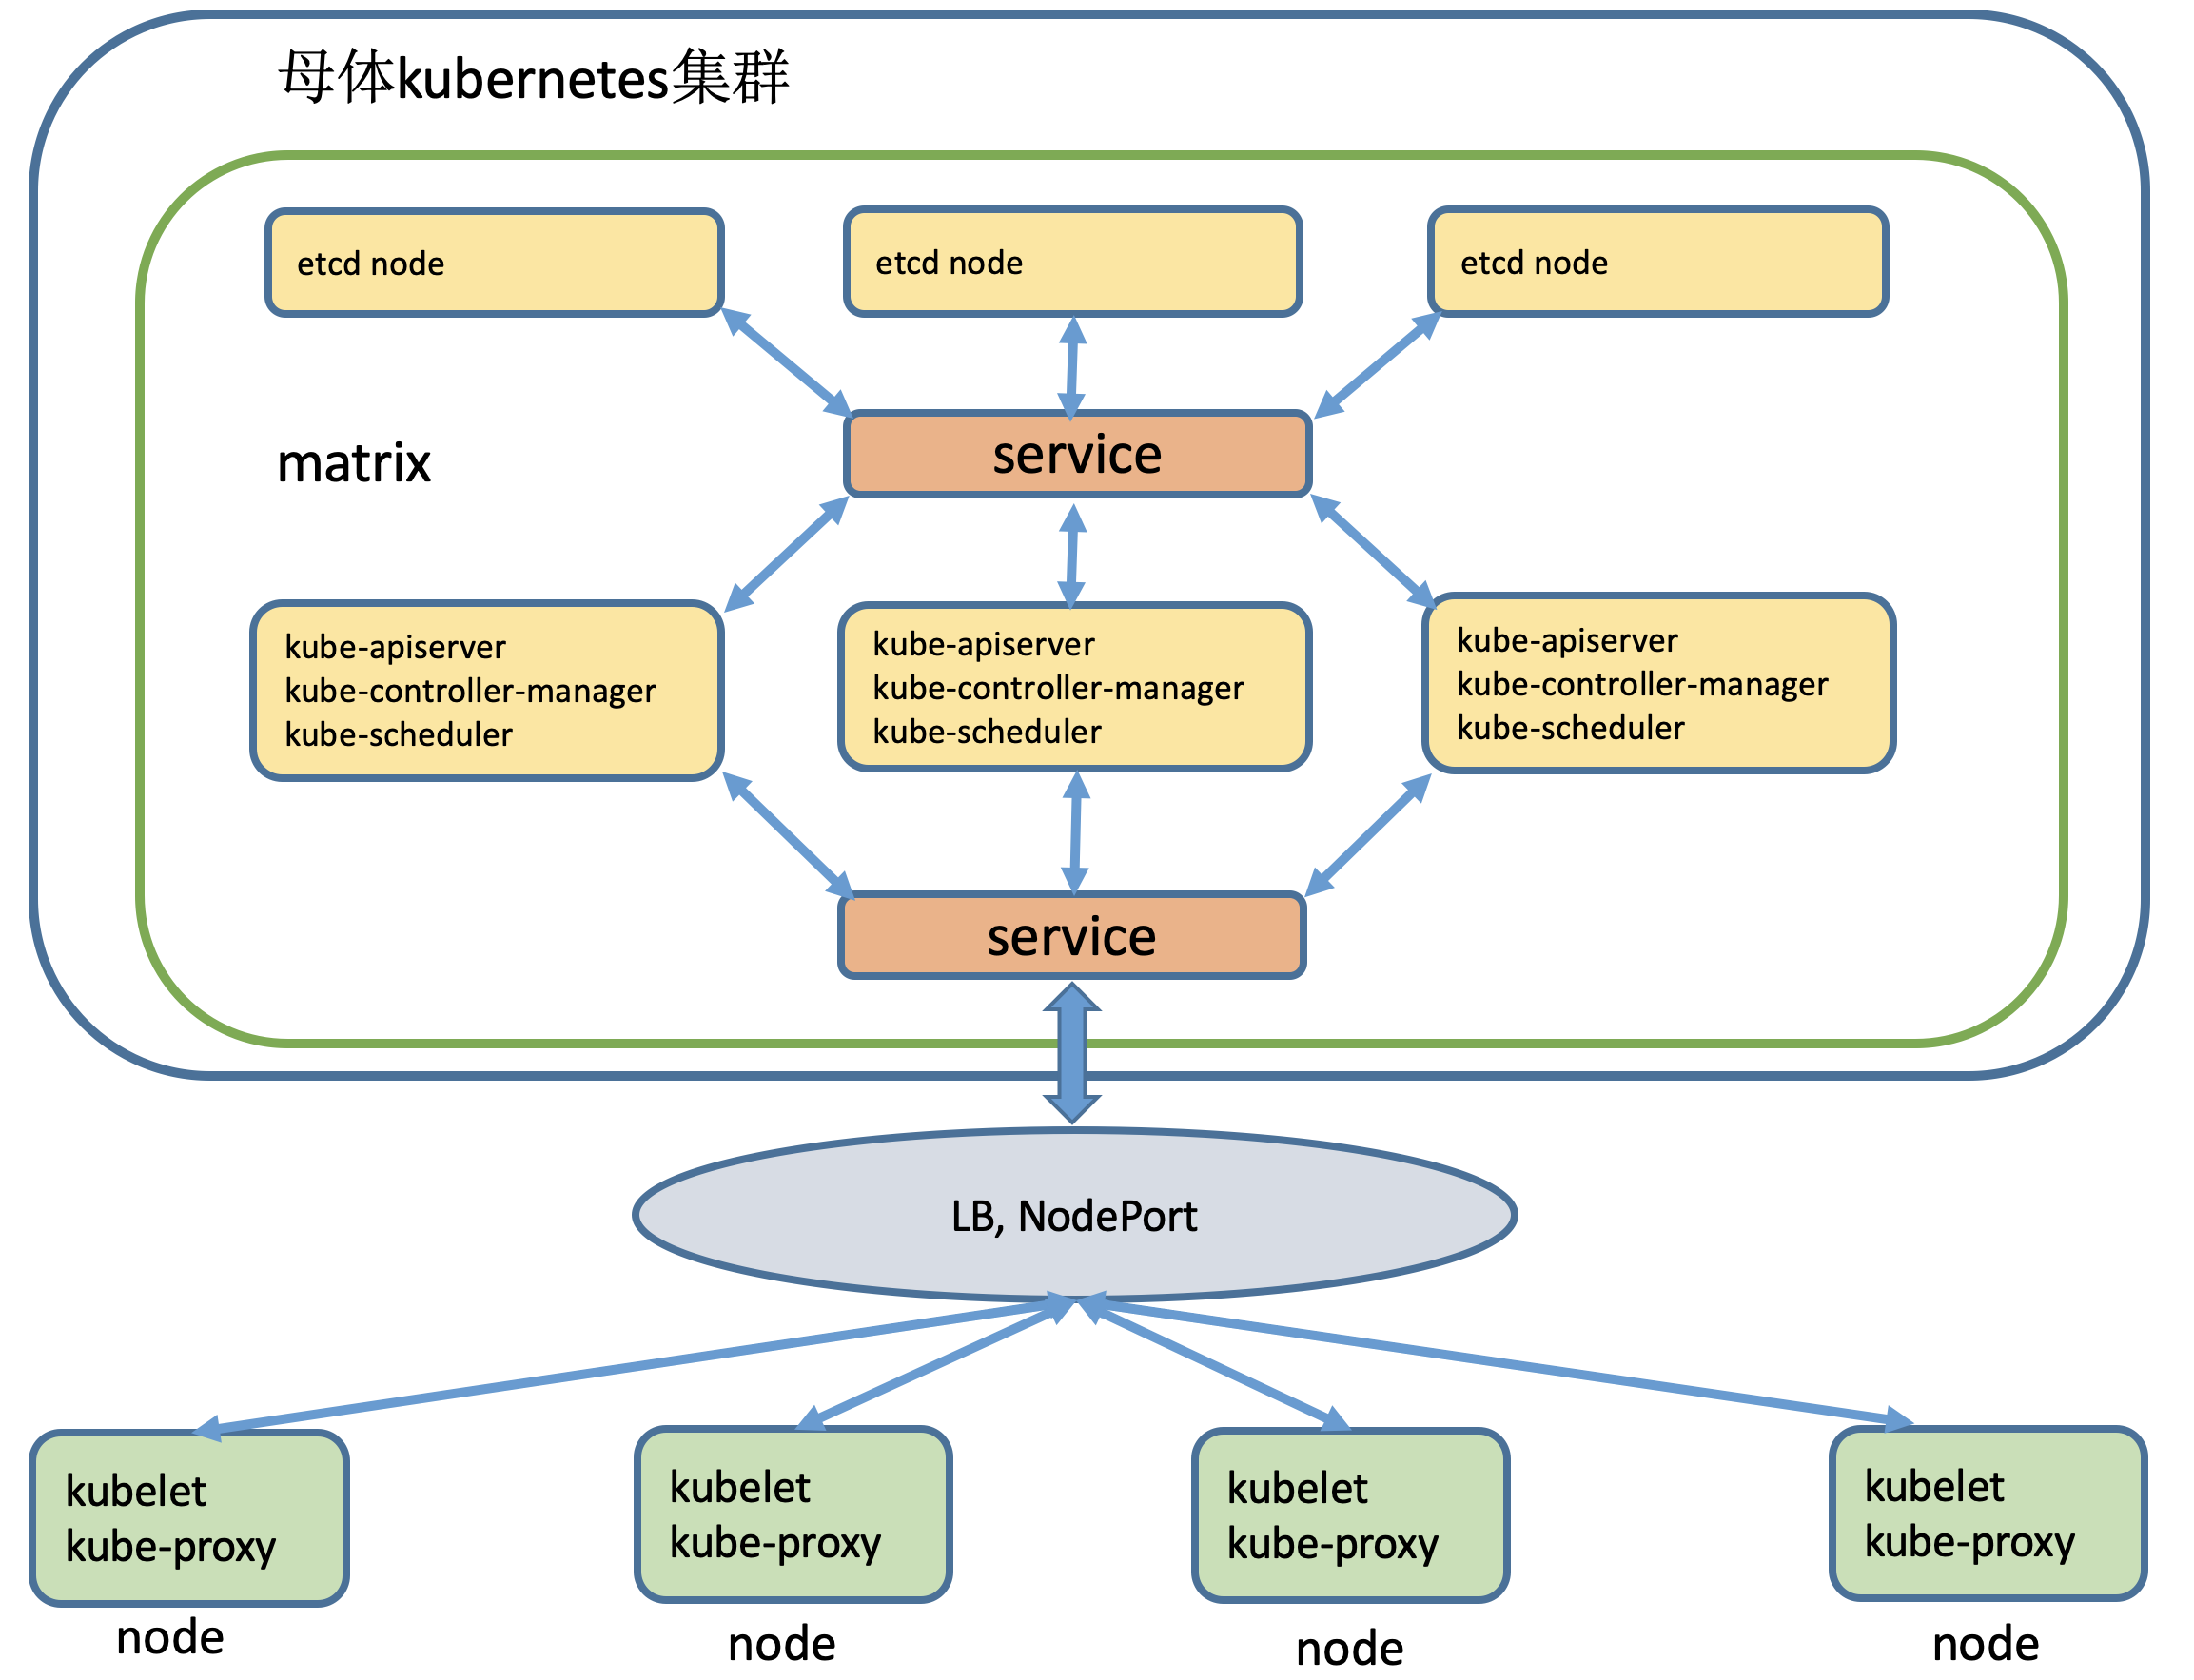 母体kubernetes集群
etcd node
etcd node
etcd node
service
matrix
kube-apiserver
kube-controller-manager
kube-scheduler
kube-apiserver
kube-controller-manager
kube-scheduler
kube-apiserver
kube-controller-manager
kube-scheduler
service
LB, NodePort
kubelet
kube-proxy
node
kubelet
kube-proxy
node
kubelet
kube-proxy
node
kubelet
kube-proxy
node